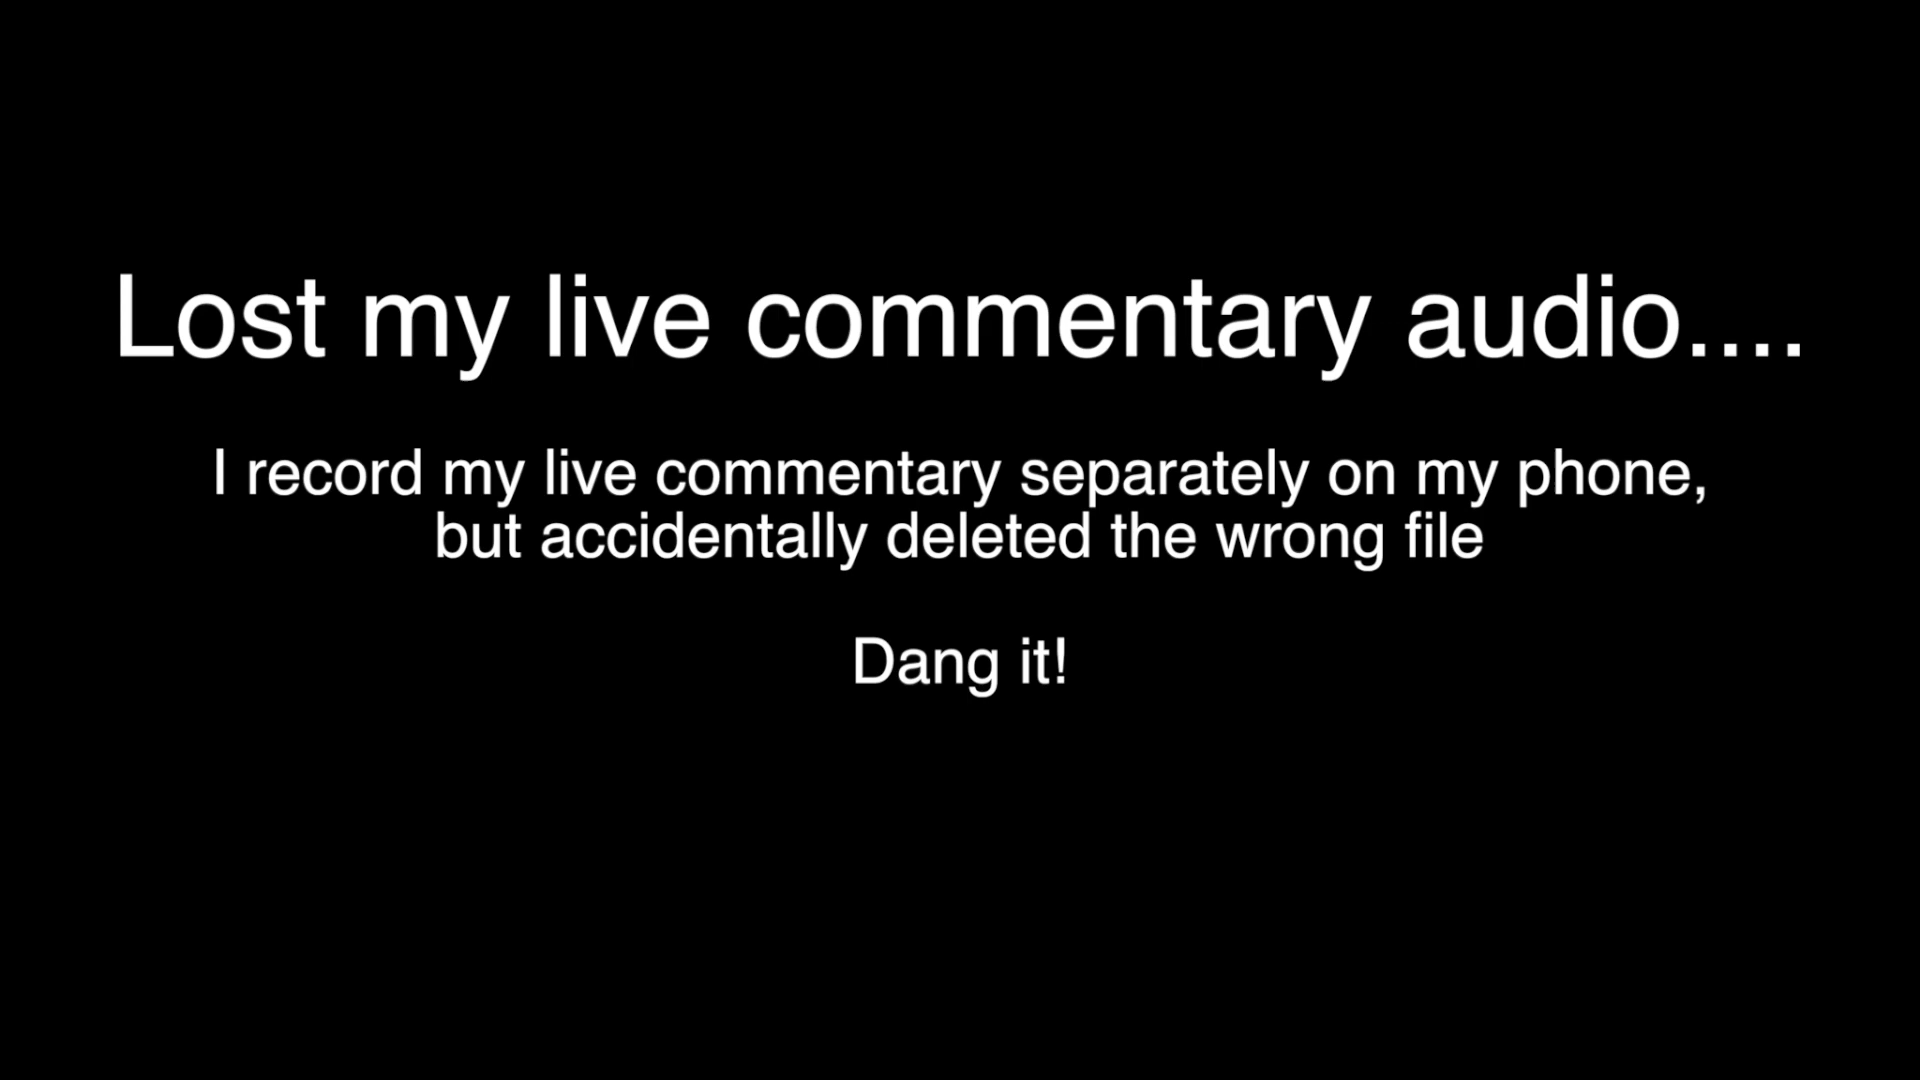 Lost my live commentary audio....
I record my live commentary separately on my phone,
but accidentally deleted the wrong file
Dang it!